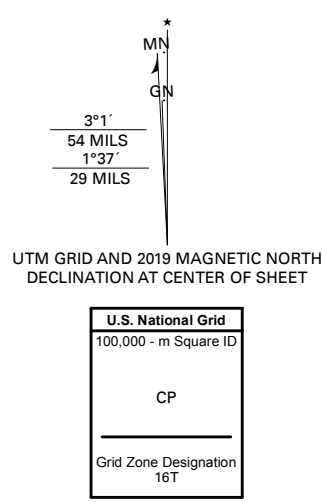 MN
GN
3°1´
54 MILS
1°37´
29 MILS
UTM GRID AND 2019 MAGNETIC NORTH
DECLINATION AT CENTER OF SHEET
U.S. National Grid
100,000 - m Square ID
CP
Grid Zone Designation
16T